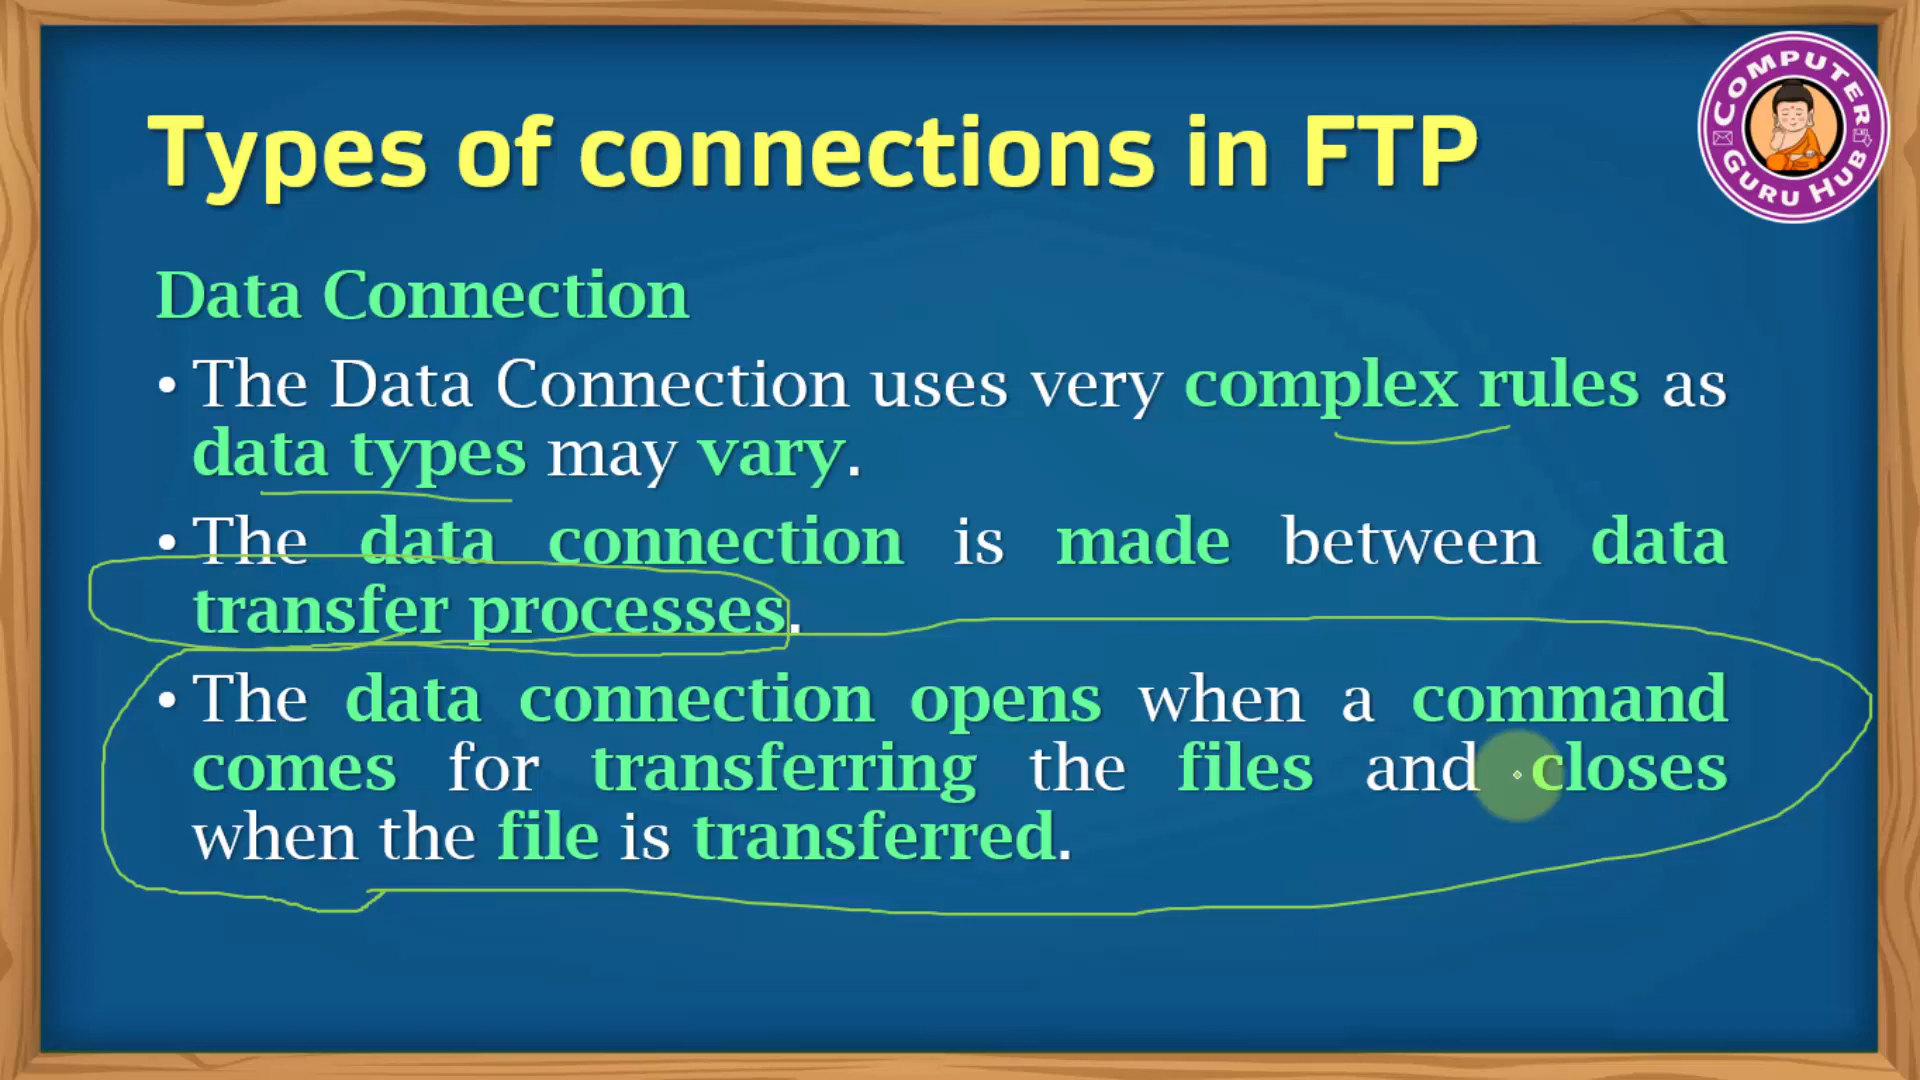 Types of connections in FTP
COMPUTER
GURU HUB
Data Connection
• The Data Connection uses very complex rules as
data types may vary.
• The data connection is made between data
transfer processes.
• The data connection opens when a command
comes for transferring the files and closes
when the file is transferred.